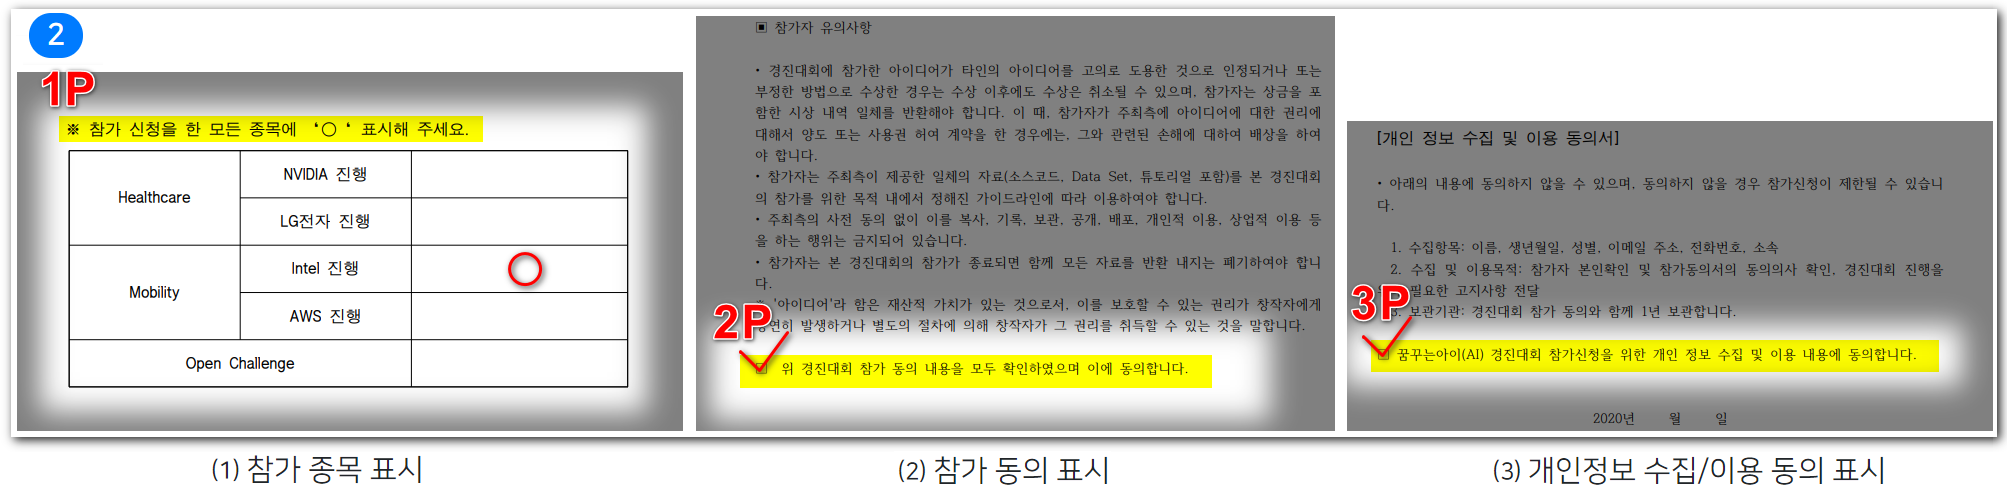 2
1P
※ 참가 신청을 한 모든 종목에 '○ ' 표시해 주세요.
Healthcare
NVIDIA 진행
LG전자 진행
Mobility
Intel 진행
AWS 진행
Open Challenge
(1) 참가 종목 표시
▣ 참가자 유의사항
• 경진대회에 참가한 아이디어가 타인의 아이디어를 고의로 도용한 것으로 인정되거나 또는
부정한 방법으로 수상한 경우는 수상 이후에도 수상은 취소될 수 있으며, 참가자는 상금을 포
함한 시상 내역 일체를 반환해야 합니다. 이 때, 참가자가 주최측에 아이디어에 대한 권리에
대해서 양도 또는 사용권 허여 계약을 한 경우에는, 그와 관련된 손해에 대하여 배상을 하여
야 합니다.
• 참가자는 주최측이 제공한 일체의 자료(소스코드, Data Set, 튜토리얼 포함)를 본 경진대회
의 참가를 위한 목적 내에서 정해진 가이드라인에 따라 이용하여야 합니다.
• 주최측의 사전 동의 없이 이를 복사, 기록, 보관, 공개, 배포, 개인적 이용, 상업적 이용 등
을 하는 행위는 금지되어 있습니다.
• 참가자는 본 경진대회의 참가가 종료되면 함께 모든 자료를 반환 내지는 폐기하여야 합니
다.
※ '아이디어'라 함은 재산적 가치가 있는 것으로서, 이를 보호할 수 있는 권리가 창작자에게
당연히 발생하거나 별도의 절차에 의해 창작자가 그 권리를 취득할 수 있는 것을 말합니다.
2P
위 경진대회 참가 동의 내용을 모두 확인하였으며 이에 동의합니다.
(2) 참가 동의 표시
[개인 정보 수집 및 이용 동의서]
• 아래의 내용에 동의하지 않을 수 있으며, 동의하지 않을 경우 참가신청이 제한될 수 있습니
다.
1. 수집항목: 이름, 생년월일, 성별, 이메일 주소, 전화번호, 소속
2. 수집 및 이용목적: 참가자 본인확인 및 참가동의서의 동의의사 확인, 경진대회 진행을
필요한 고지사항 전달
3. 보관기관: 경진대회 참가 동의와 함께 1년 보관합니다.
3P
꿈꾸는아이(AI) 경진대회 참가신청을 위한 개인 정보 수집 및 이용 내용에 동의합니다.
2020년 월 일
(3) 개인정보 수집/이용 동의 표시